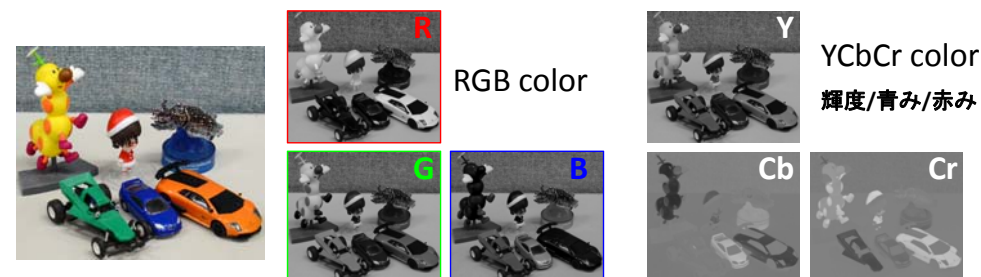 R
RGB color
G
B
Y
YCbCr color
輝度/青み/赤み
Cb
Cr